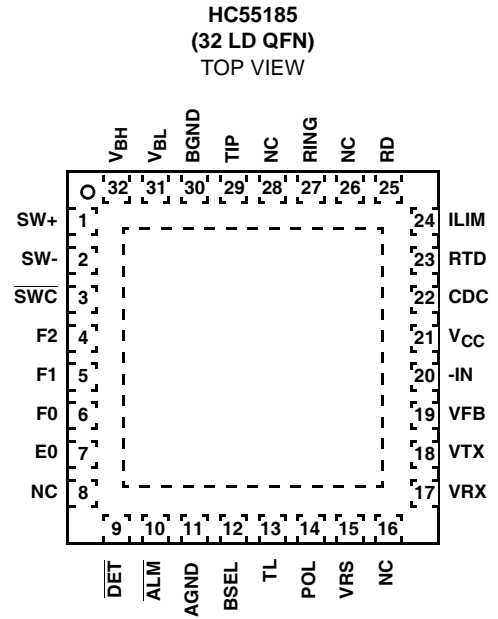 HC55185
(32 LD QFN)
TOP VIEW
VBH
VBL
BGND
TIP
NC
RING
NC
RD
32 31 30 29 28 27 26 25
SW+ 1
SW- 2
S̅W̅C̅ 3
F2 4
F1 5
F0 6
E0 7
NC 8
24 ILIM
23 RTD
22 CDC
21 VCC
20 -IN
19 VFB
18 VTX
17 VRX
9 10 11 12 13 14 15 16
D̅E̅T̅
A̅L̅M̅
AGND
BSEL
TL
POL
VRS
NC